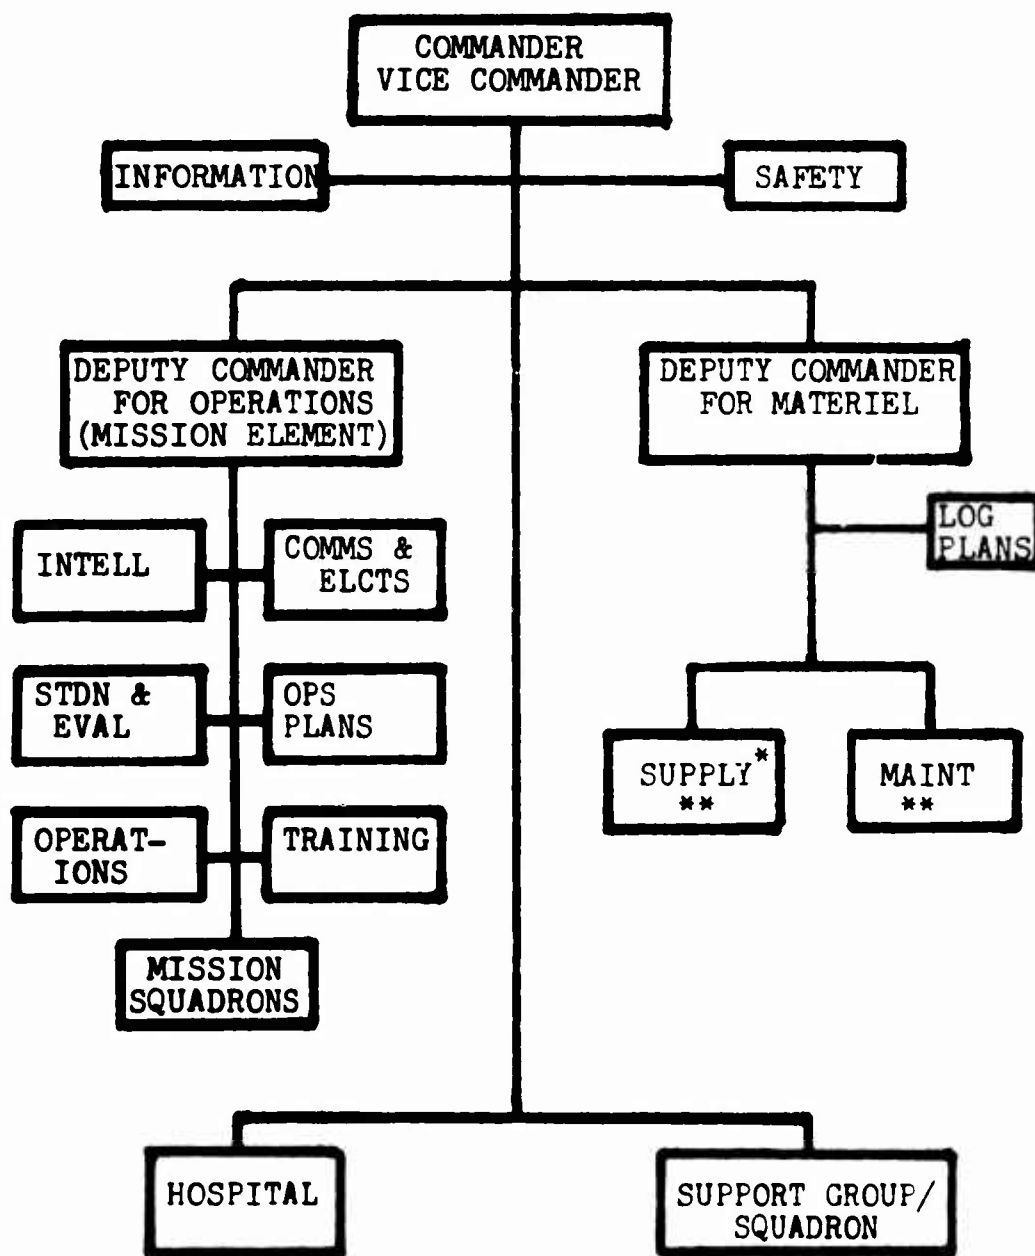 COMMANDER
VICE COMMANDER
INFORMATION
SAFETY
DEPUTY COMMANDER
FOR OPERATIONS
(MISSION ELEMENT)
DEPUTY COMMANDER
FOR MATERIEL
LOG
PLANS
INTELL
COMMS &
ELCTS
STDN &
EVAL
OPS
PLANS
SUPPLY*
**
MAINT
**
OPERAT-
IONS
TRAINING
MISSION
SQUADRONS
HOSPITAL
SUPPORT GROUP/
SQUADRON